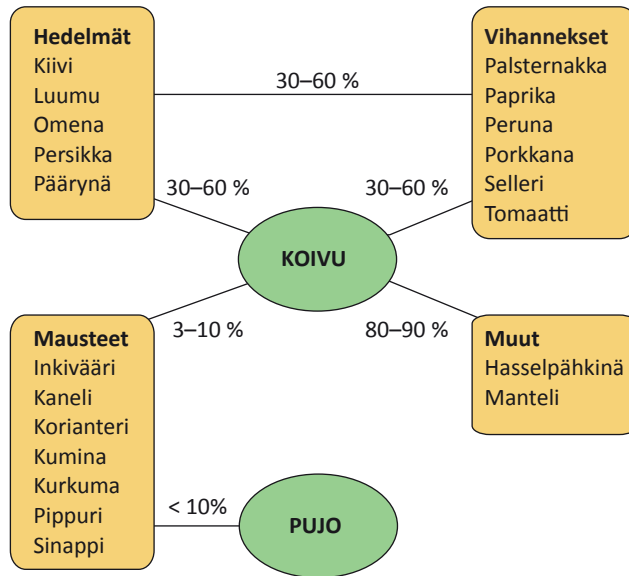 Hedelmät
Kiivi
Luumu
Omena
Persikka
Päärynä
30–60 %
Vihannekset
Palsternakka
Paprika
Peruna
Porkkana
Selleri
Tomaatti
30–60 %
30–60 %
KOIVU
3–10 %
80–90 %
Mausteet
Inkivääri
Kaneli
Korianteri
Kumina
Kurkuma
Pippuri
Sinappi
Muut
Hasselpähkinä
Manteli
< 10%
PUJO